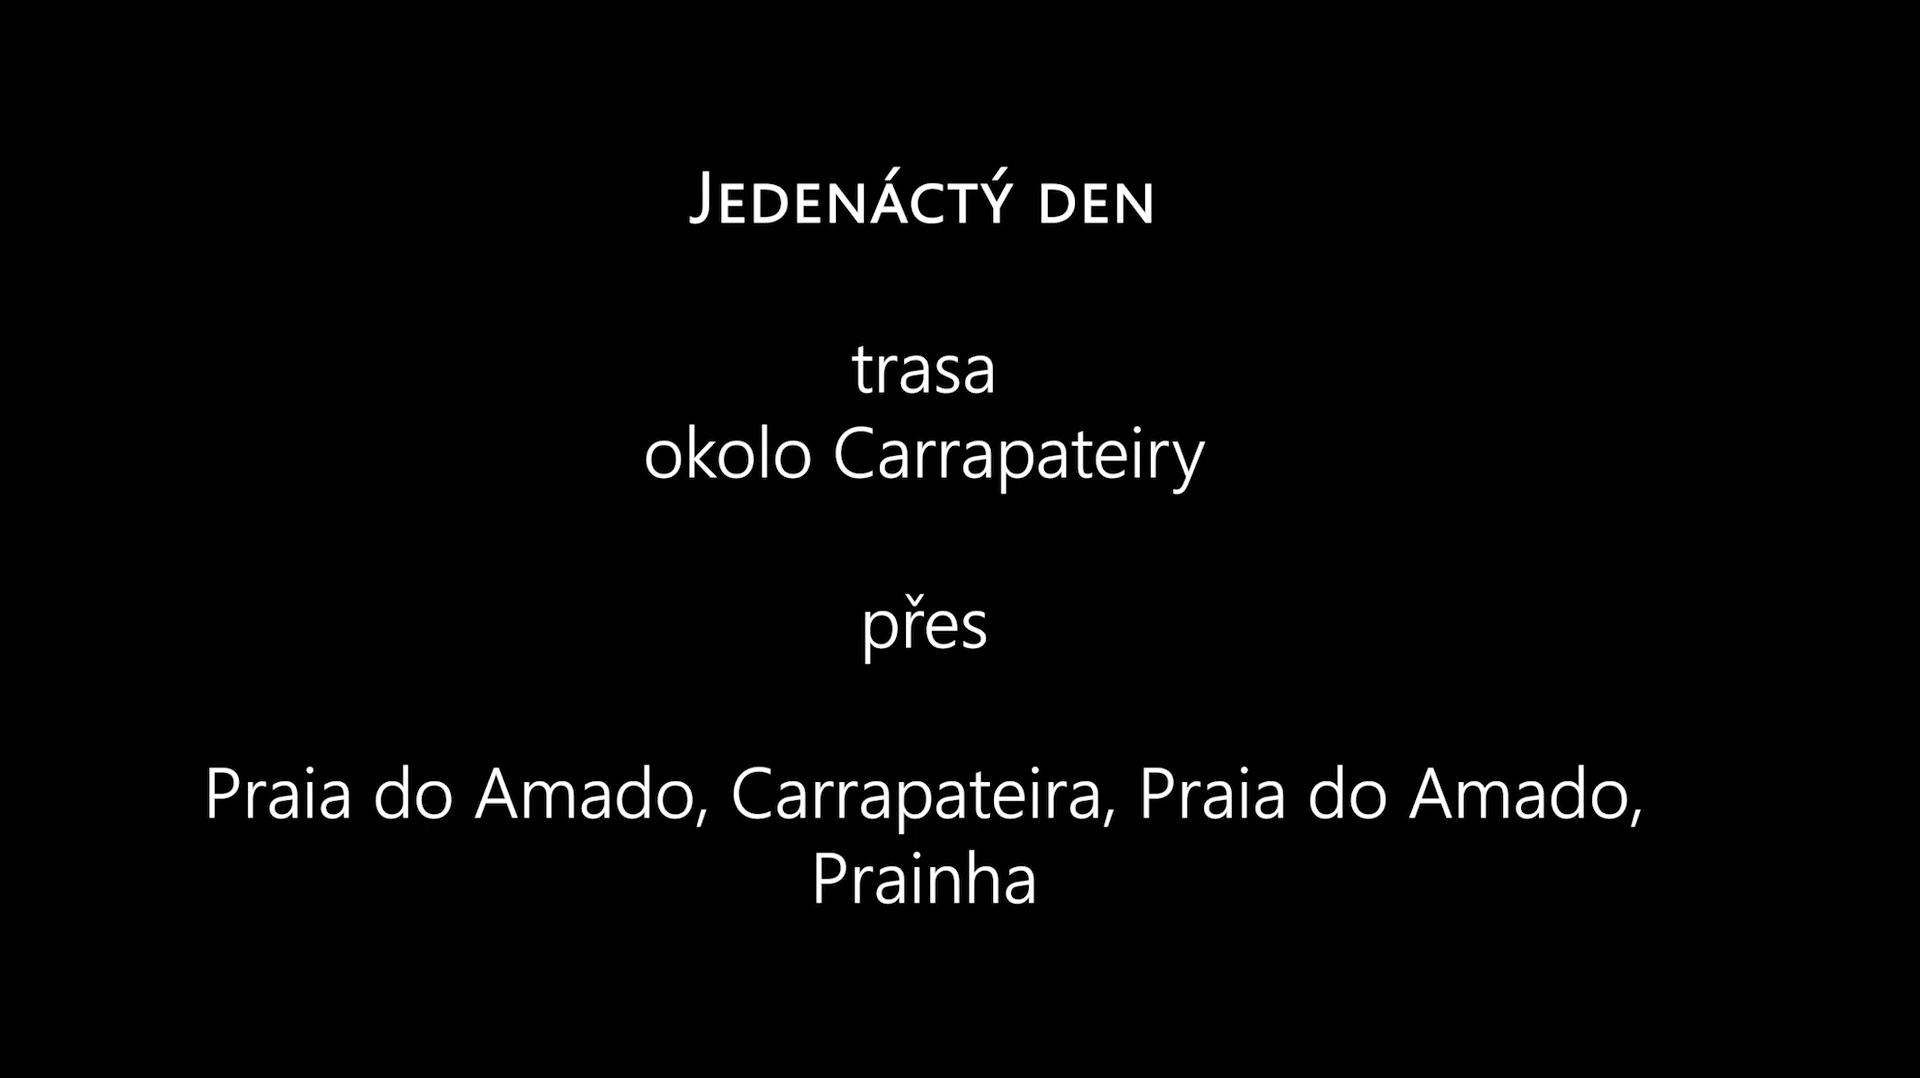 Jedenáctý den
trasa
okolo Carrapateiry
přes
Praia do Amado, Carrapateira, Praia do Amado,
Prainha